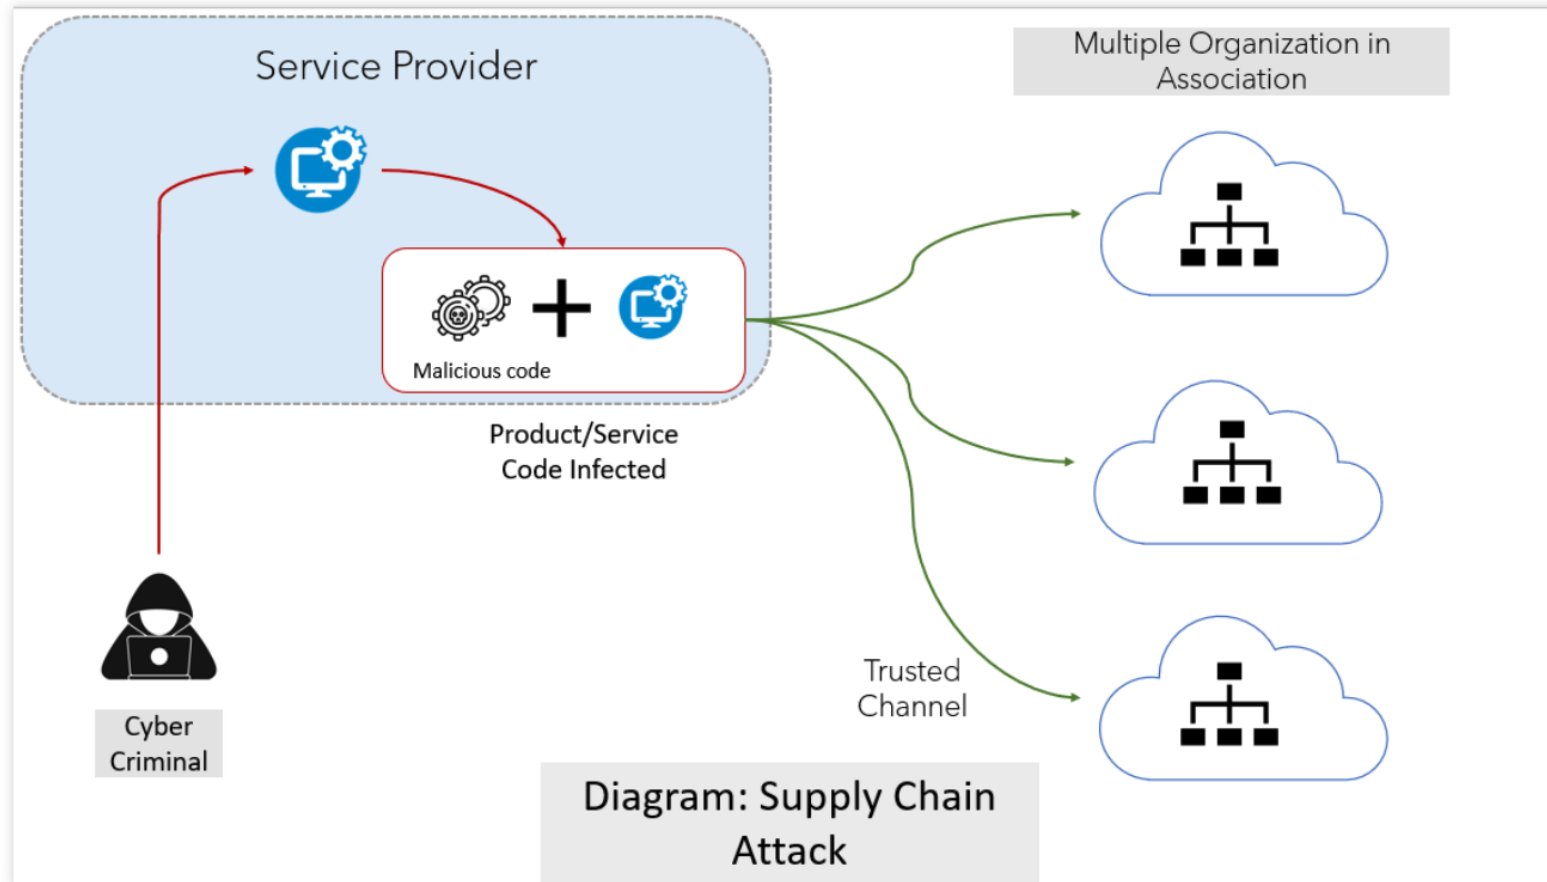 Service Provider
Multiple Organization in
Association
Malicious code
Product/Service
Code Infected
Trusted
Channel
Cyber
Criminal
Diagram: Supply Chain
Attack